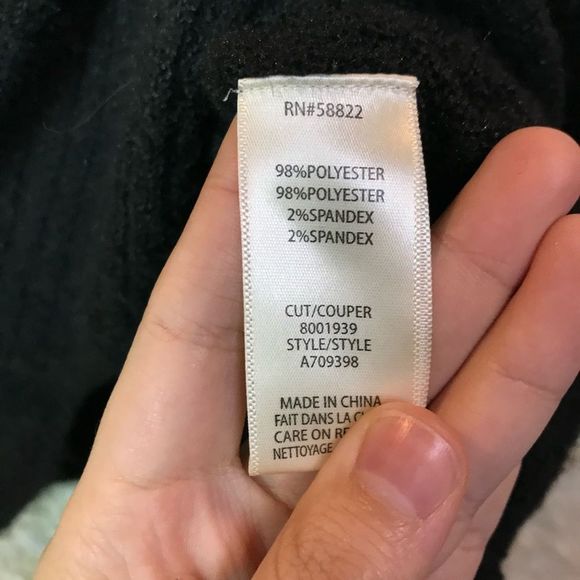 RN#58822
98%POLYESTER
98%POLYESTER
2%SPANDEX
2%SPANDEX
CUT/COUPER
8001939
STYLE/STYLE
A709398
MADE IN CHINA
FAIT DANS LA
CARE ON
NETTOYAGE